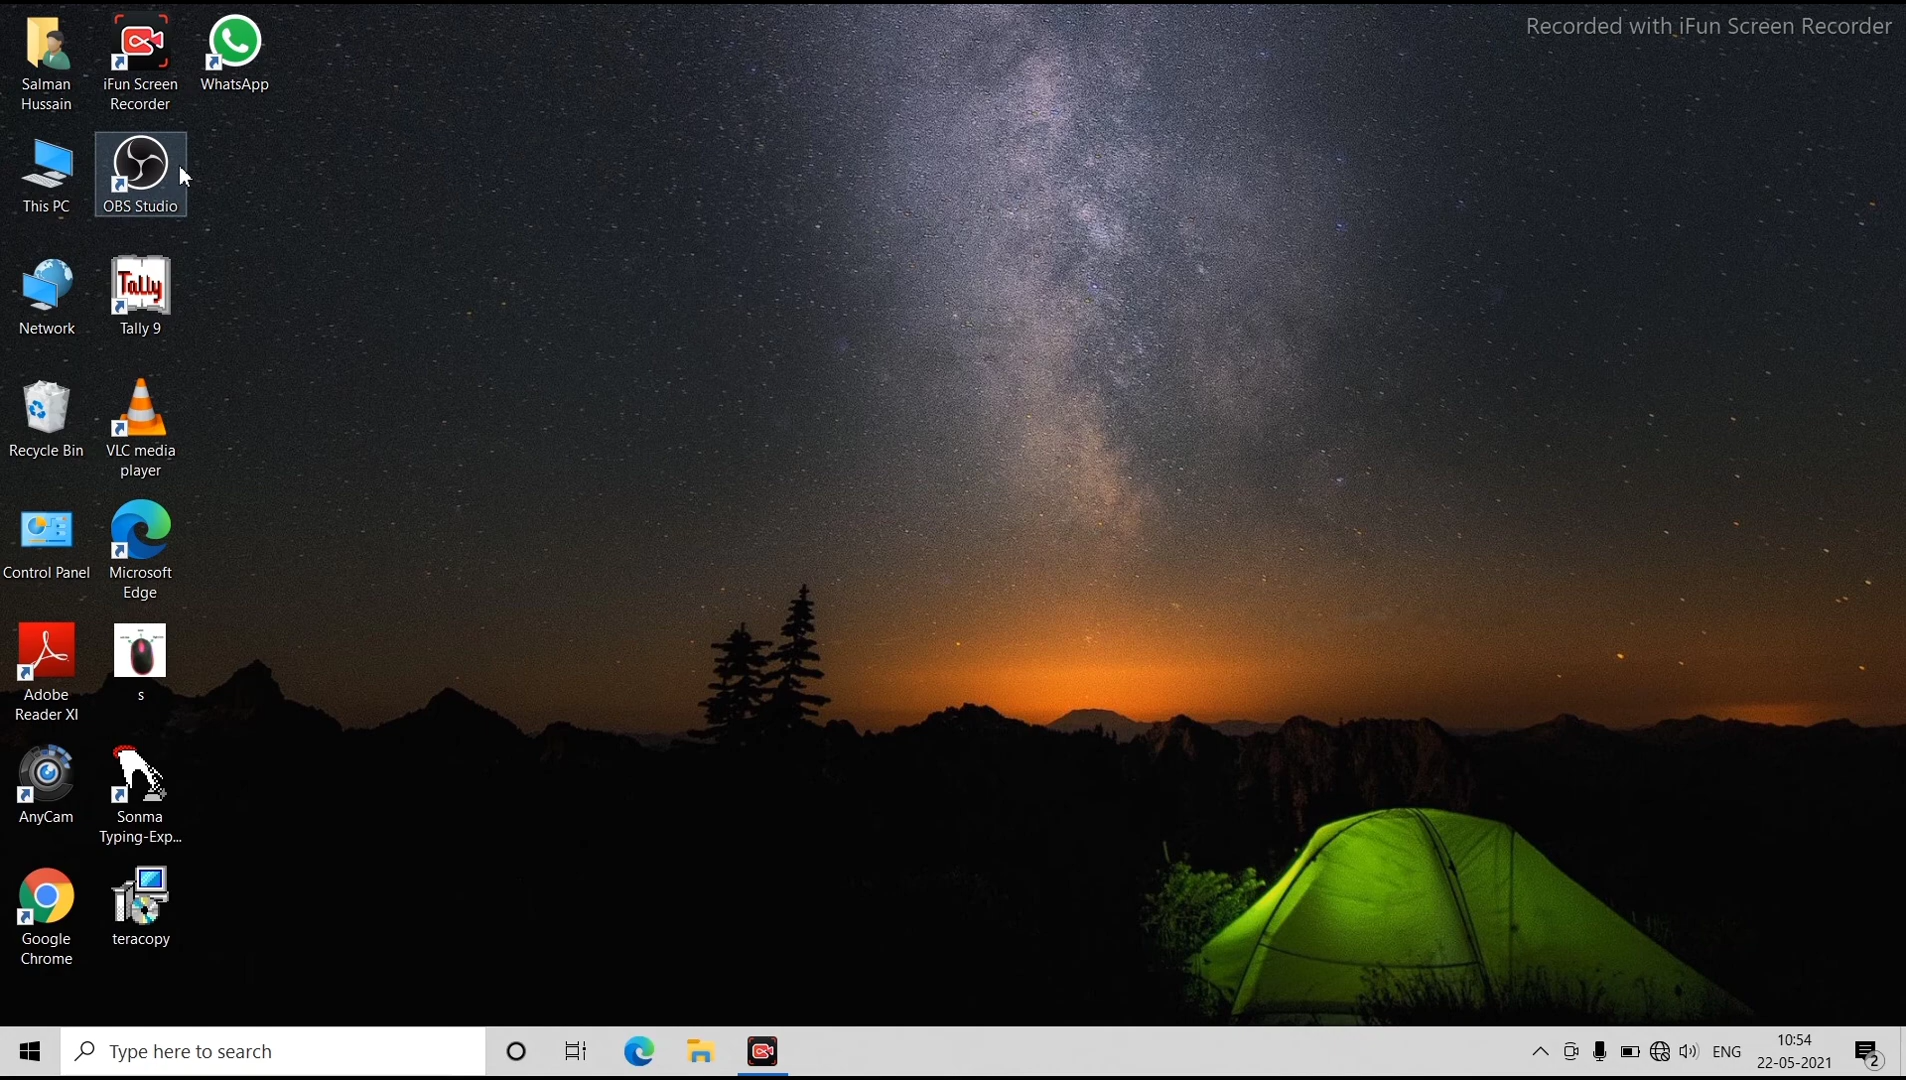 Recorded with iFun Screen Recorder
Salman
Hussain
iFun Screen
Recorder
WhatsApp
This PC
OBS Studio
Network
Tally
Tally 9
Recycle Bin
VLC media
player
Control Panel
Microsoft
Edge
Adobe
Reader XI
s
AnyCam
Sonma
Typing-Exp...
Google
Chrome
teracopy
Type here to search
ENG
10:54
22-05-2021
2